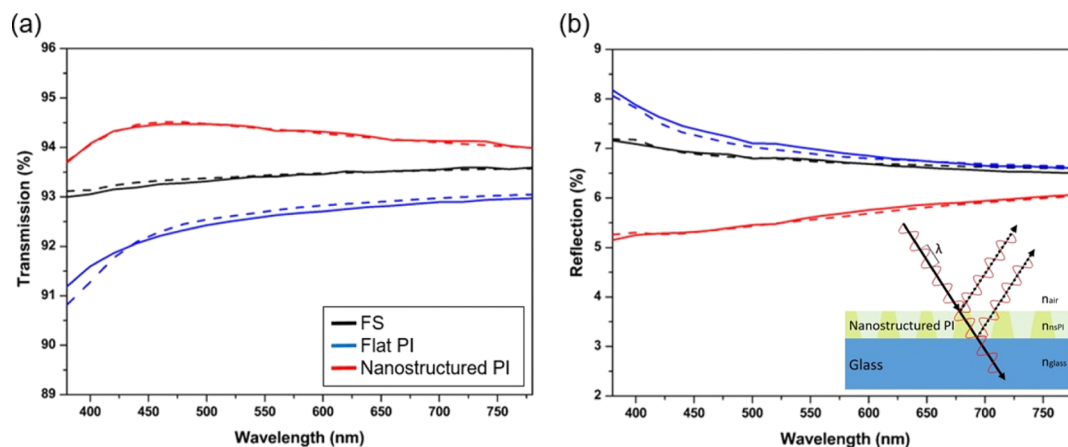 (a)
96
95
94
93
92
91
90
89
Transmission (%)
400 450 500 550 600 650 700 750
Wavelength (nm)
FS
Flat PI
Nanostructured PI
(b)
9
8
7
6
5
4
3
2
Reflection (%)
400 450 500 550 600 650 700 750
Wavelength (nm)
λ
nair
Nanostructured PI
nnsPI
Glass
nglass